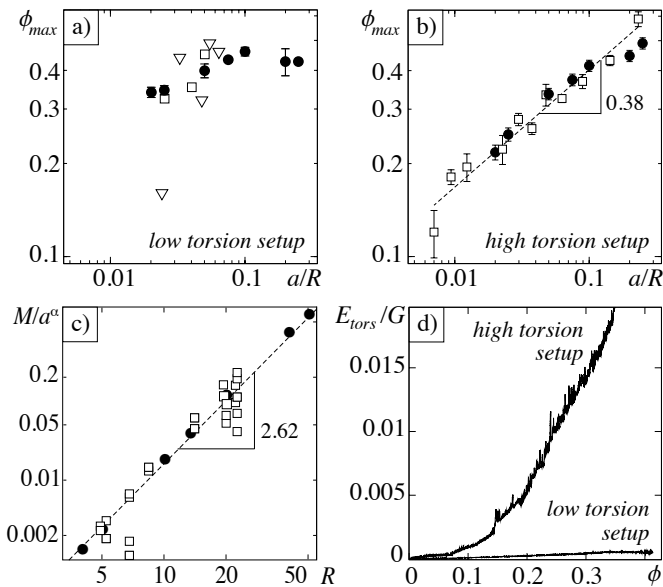 ϕmax
a)
0.4
0.3
0.2
0.1
low torsion setup
0.01
0.1
a/R
ϕmax
b)
0.4
0.3
0.2
0.1
0.38
high torsion setup
0.01
0.1
a/R
M/aα
c)
0.2
0.05
0.01
0.002
2.62
5
10
20
50
R
Etors/G
d)
high torsion
setup
0.015
0.01
0.005
low torsion
setup
0
0.1
0.2
0.3
ϕ